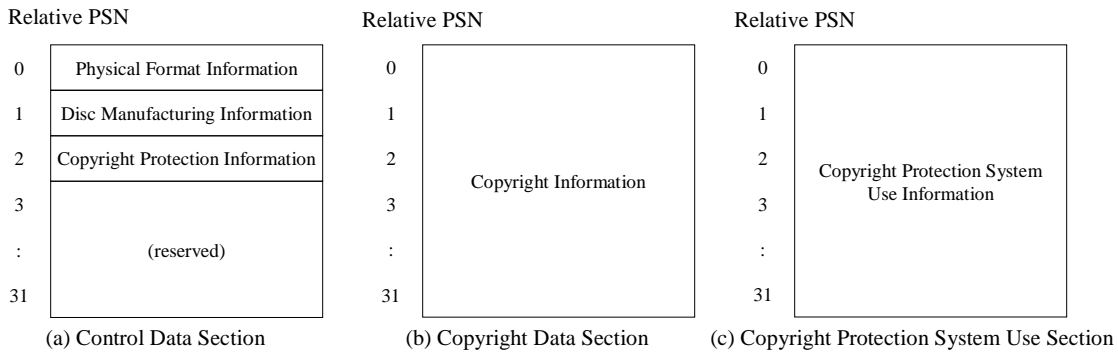 Relative PSN
0
Physical Format Information
1
Disc Manufacturing Information
2
Copyright Protection Information
3
:
(reserved)
31
(a) Control Data Section
Relative PSN
0
1
2
Copyright Information
3
:
31
(b) Copyright Data Section
Relative PSN
0
1
2
Copyright Protection System
Use Information
3
:
31
(c) Copyright Protection System Use Section